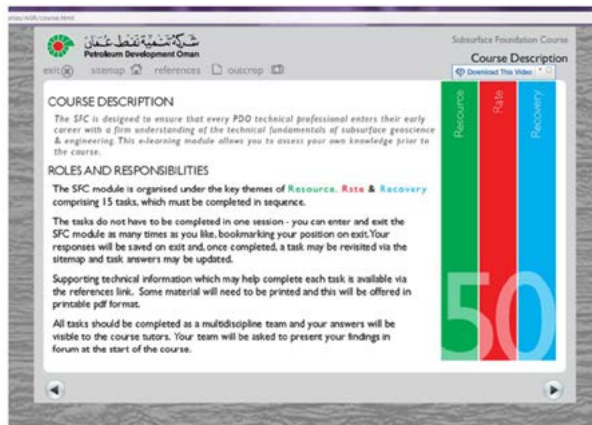 شركة تنمية نفط عمان
Petroleum Development Oman
Subsurface Foundation Course
Course Description
Download This Video
exit sitemap references outcrop
COURSE DESCRIPTION
The SFC is designed to ensure that every PDO technical professional enters their early
career with a firm understanding of the technical fundamentals of subsurface geoscience
& engineering. This e-learning module allows you to assess your own knowledge prior to
the course.
ROLES AND RESPONSIBILITIES
The SFC module is organised under the key themes of Resource, Rate & Recovery
comprising 15 tasks, which must be completed in sequence.
The tasks do not have to be completed in one session - you can enter and exit the
SFC module as many times as you like, bookmarking your position on exit. Your
responses will be saved on exit and, once completed, a task may be revisited via the
sitemap and task answers may be updated.
Supporting technical information which may help complete each task is available via
the references link. Some material will need to be printed and this will be offered in
printable pdf format.
All tasks should be completed as a multidiscipline team and your answers will be
visible to the course tutors. Your team will be asked to present your findings in
forum at the start of the course.
Resource
Rate
Recovery
50